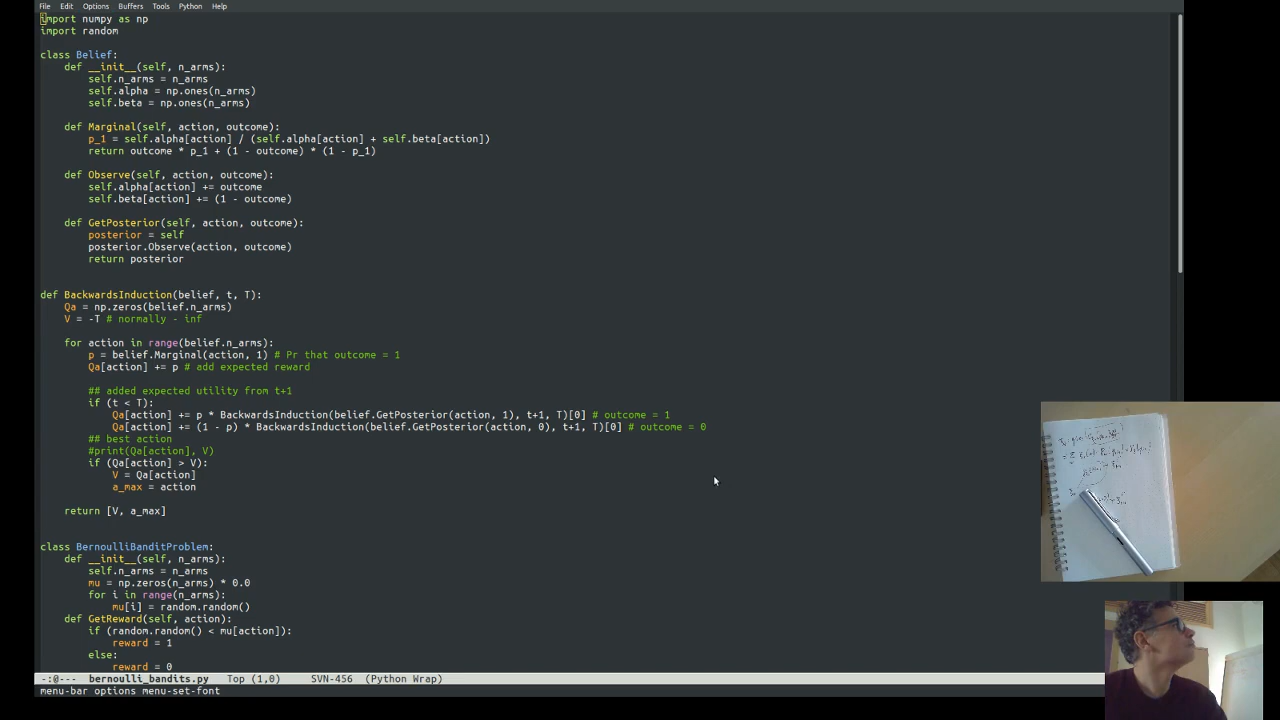 File Edit Options Buffers Tools Python Help
import numpy as np
import random
class Belief:
def __init__(self, n_arms):
self.n_arms = n_arms
self.alpha = np.ones(n_arms)
self.beta = np.ones(n_arms)
def Marginal(self, action, outcome):
p_1 = self.alpha[action] / (self.alpha[action] + self.beta[action])
return outcome * p_1 + (1 - outcome) * (1 - p_1)
def Observe(self, action, outcome):
self.alpha[action] += outcome
self.beta[action] += (1 - outcome)
def GetPosterior(self, action, outcome):
posterior = self
posterior.Observe(action, outcome)
return posterior
def BackwardsInduction(belief, t, T):
Qa = np.zeros(belief.n_arms)
V = -T # normally - inf
for action in range(belief.n_arms):
p = belief.Marginal(action, 1) # Pr that outcome = 1
Qa[action] += p # add expected reward
## added expected utility from t+1
if (t < T):
Qa[action] += p * BackwardsInduction(belief.GetPosterior(action, 1), t+1, T)[0] # outcome = 1
Qa[action] += (1 - p) * BackwardsInduction(belief.GetPosterior(action, 0), t+1, T)[0] # outcome = 0
## best action
#print(Qa[action], V)
if (Qa[action] > V):
V = Qa[action]
a_max = action
return [V, a_max]
class BernoulliBanditProblem:
def __init__(self, n_arms):
self.n_arms = n_arms
mu = np.zeros(n_arms) * 0.0
for i in range(n_arms):
mu[i] = random.random()
def GetReward(self, action):
if (random.random() < mu[action]):
reward = 1
else:
reward = 0
-:@--- bernoulli_bandits.py Top (1,0) SVN-456 (Python Wrap)
menu-bar options menu-set-font